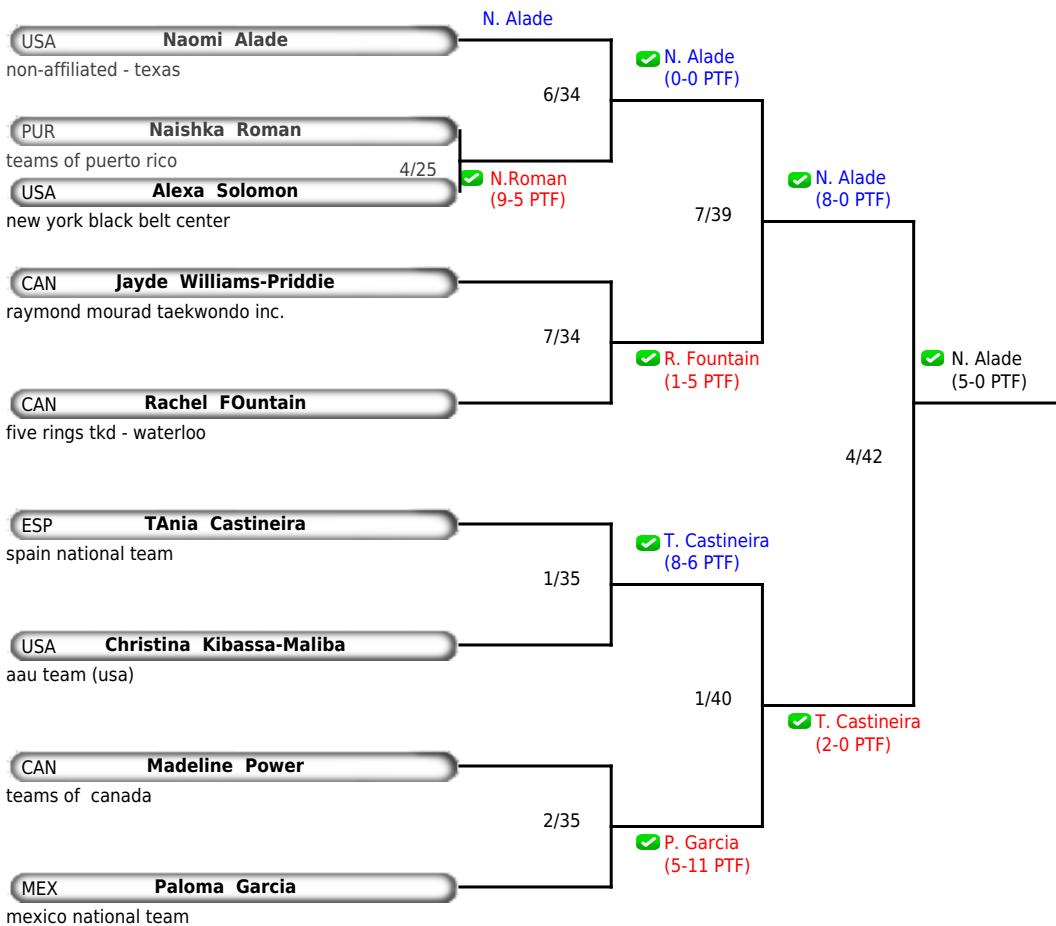 N. Alade
USA Naomi Alade
non-affiliated - texas
N. Alade
(0-0 PTF)
6/34
PUR Naishka Roman
teams of puerto rico
4/25
N.Roman
(9-5 PTF)
USA Alexa Solomon
new york black belt center
N. Alade
(8-0 PTF)
7/39
CAN Jayde Williams-Priddie
raymond mourad taekwondo inc.
7/34
R. Fountain
(1-5 PTF)
N. Alade
(5-0 PTF)
CAN Rachel FOuntain
five rings tkd - waterloo
4/42
ESP TAnia Castineira
spain national team
T. Castineira
(8-6 PTF)
1/35
USA Christina Kibassa-Maliba
aau team (usa)
1/40
T. Castineira
(2-0 PTF)
CAN Madeline Power
teams of canada
2/35
P. Garcia
(5-11 PTF)
MEX Paloma Garcia
mexico national team